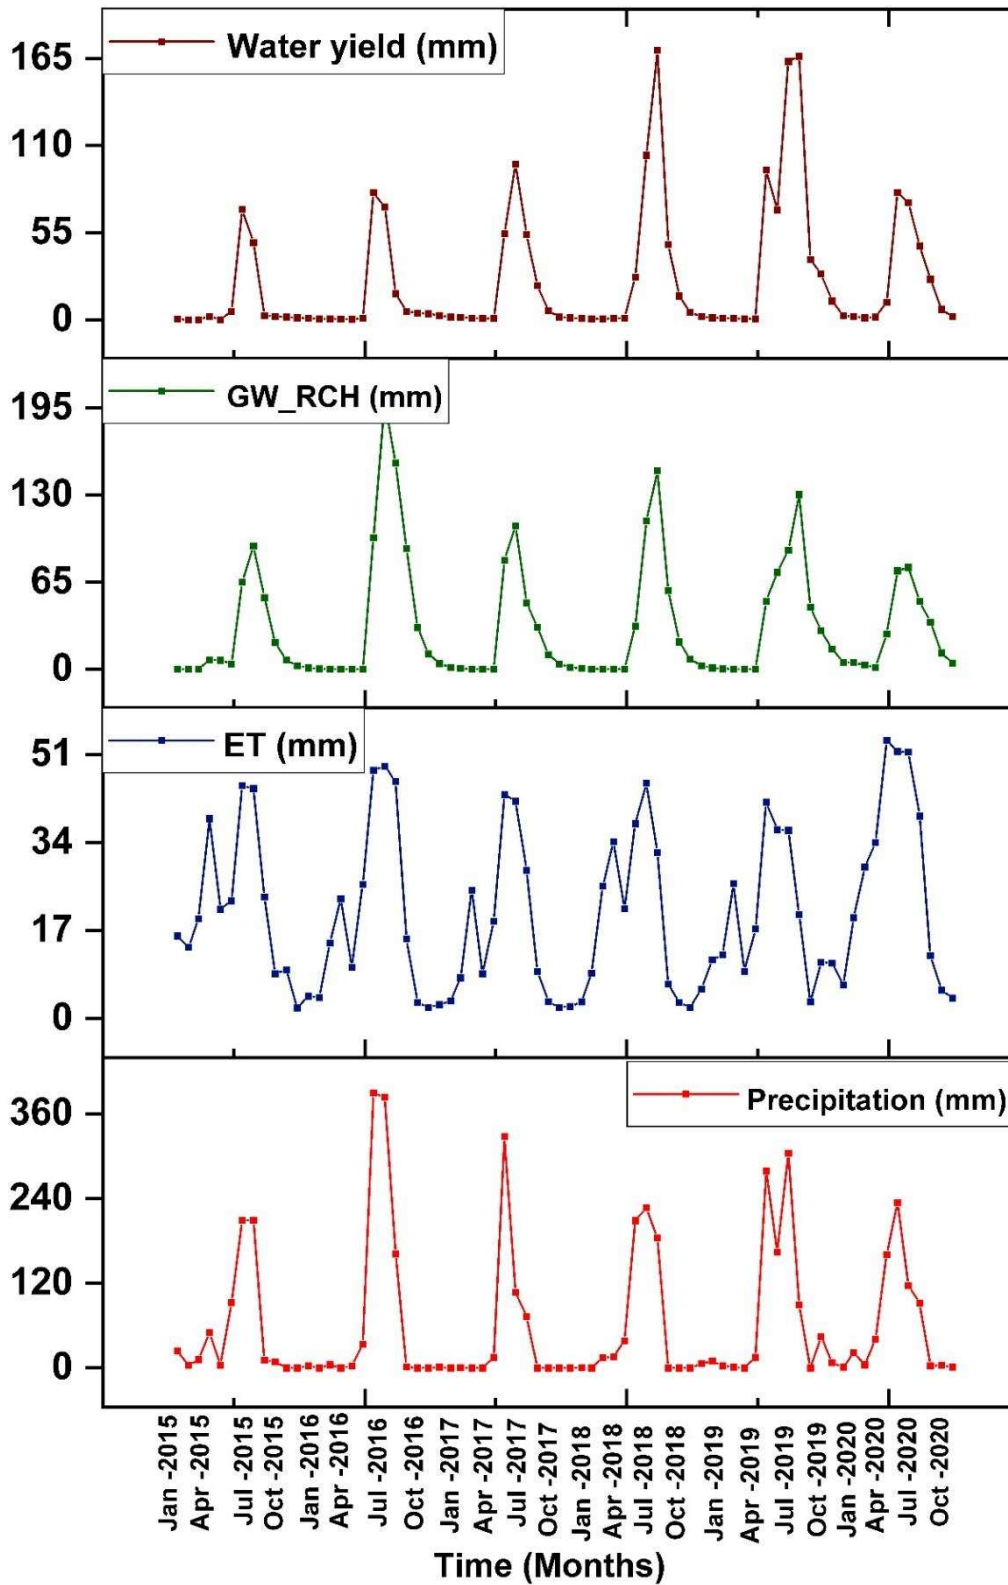 Water yield (mm)
165
110
55
0
GW_RCH (mm)
195
130
65
0
ET (mm)
51
34
17
0
Precipitation (mm)
360
240
120
0
Jan -2015
Apr -2015
Jul -2015
Oct -2015
Jan -2016
Apr -2016
Jul -2016
Oct -2016
Jan -2017
Apr -2017
Jul -2017
Oct -2017
Jan -2018
Apr -2018
Jul -2018
Oct -2018
Jan -2019
Apr -2019
Jul -2019
Oct -2019
Jan -2020
Apr -2020
Jul -2020
Oct -2020
Time (Months)